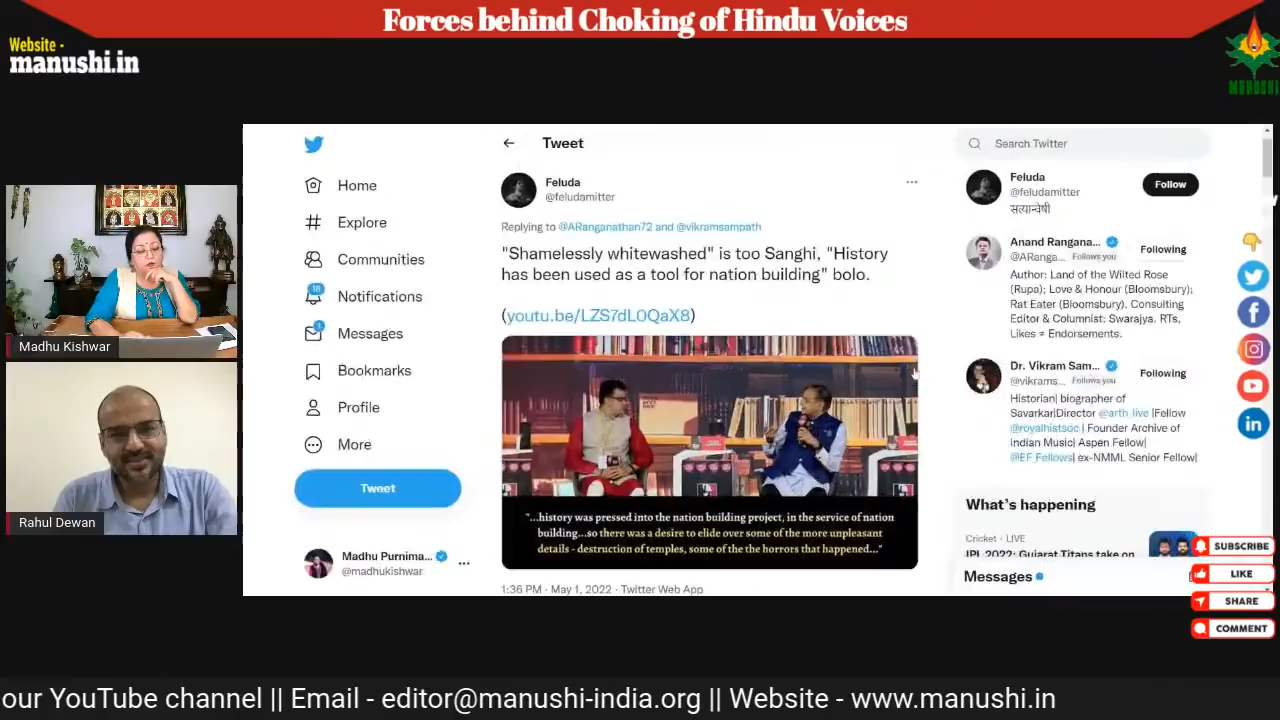 Forces behind Choking of Hindu Voices
Website -
manushi.in
MANUSHI
Madhu Kishwar
Rahul Dewan
Home
Explore
Communities
18
Notifications
1
Messages
Bookmarks
Profile
More
Tweet
Madhu Purnima...
@madhukishwar
Tweet
Feluda
@feludamitter
Replying to @ARanganathan72 and @vikramsampath
"Shamelessly whitewashed" is too Sanghi, "History
has been used as a tool for nation building" bolo.
(youtu.be/LZS7dL0QaX8)
"...history was pressed into the nation building project, in the service of nation
building...so there was a desire to elide over some of the more unpleasant
details - destruction of temples, some of the the horrors that happened..."
1:36 PM · May 1, 2022 · Twitter Web App
Search Twitter
Feluda
@feludamitter
Follow
सत्यान्वेषी
Anand Rangana...
@ARanga... Follows you
Following
Author: Land of the Wilted Rose
(Rupa); Love & Honour (Bloomsbury);
Rat Eater (Bloomsbury). Consulting
Editor & Columnist: Swarajya. RTs,
Likes ≠ Endorsements.
Dr. Vikram Sam...
@vikrams... Follows you
Following
Historian| biographer of
Savarkar|Director @arth_live |Fellow
@royalhistsoc | Founder Archive of
Indian Music| Aspen Fellow|
@EF_Fellows| ex-NMML Senior Fellow|
What's happening
Cricket · LIVE
IPL 2022: Gujarat Titans take on
Messages
SUBSCRIBE
LIKE
SHARE
COMMENT
our YouTube channel || Email - editor@manushi-india.org || Website - www.manushi.in